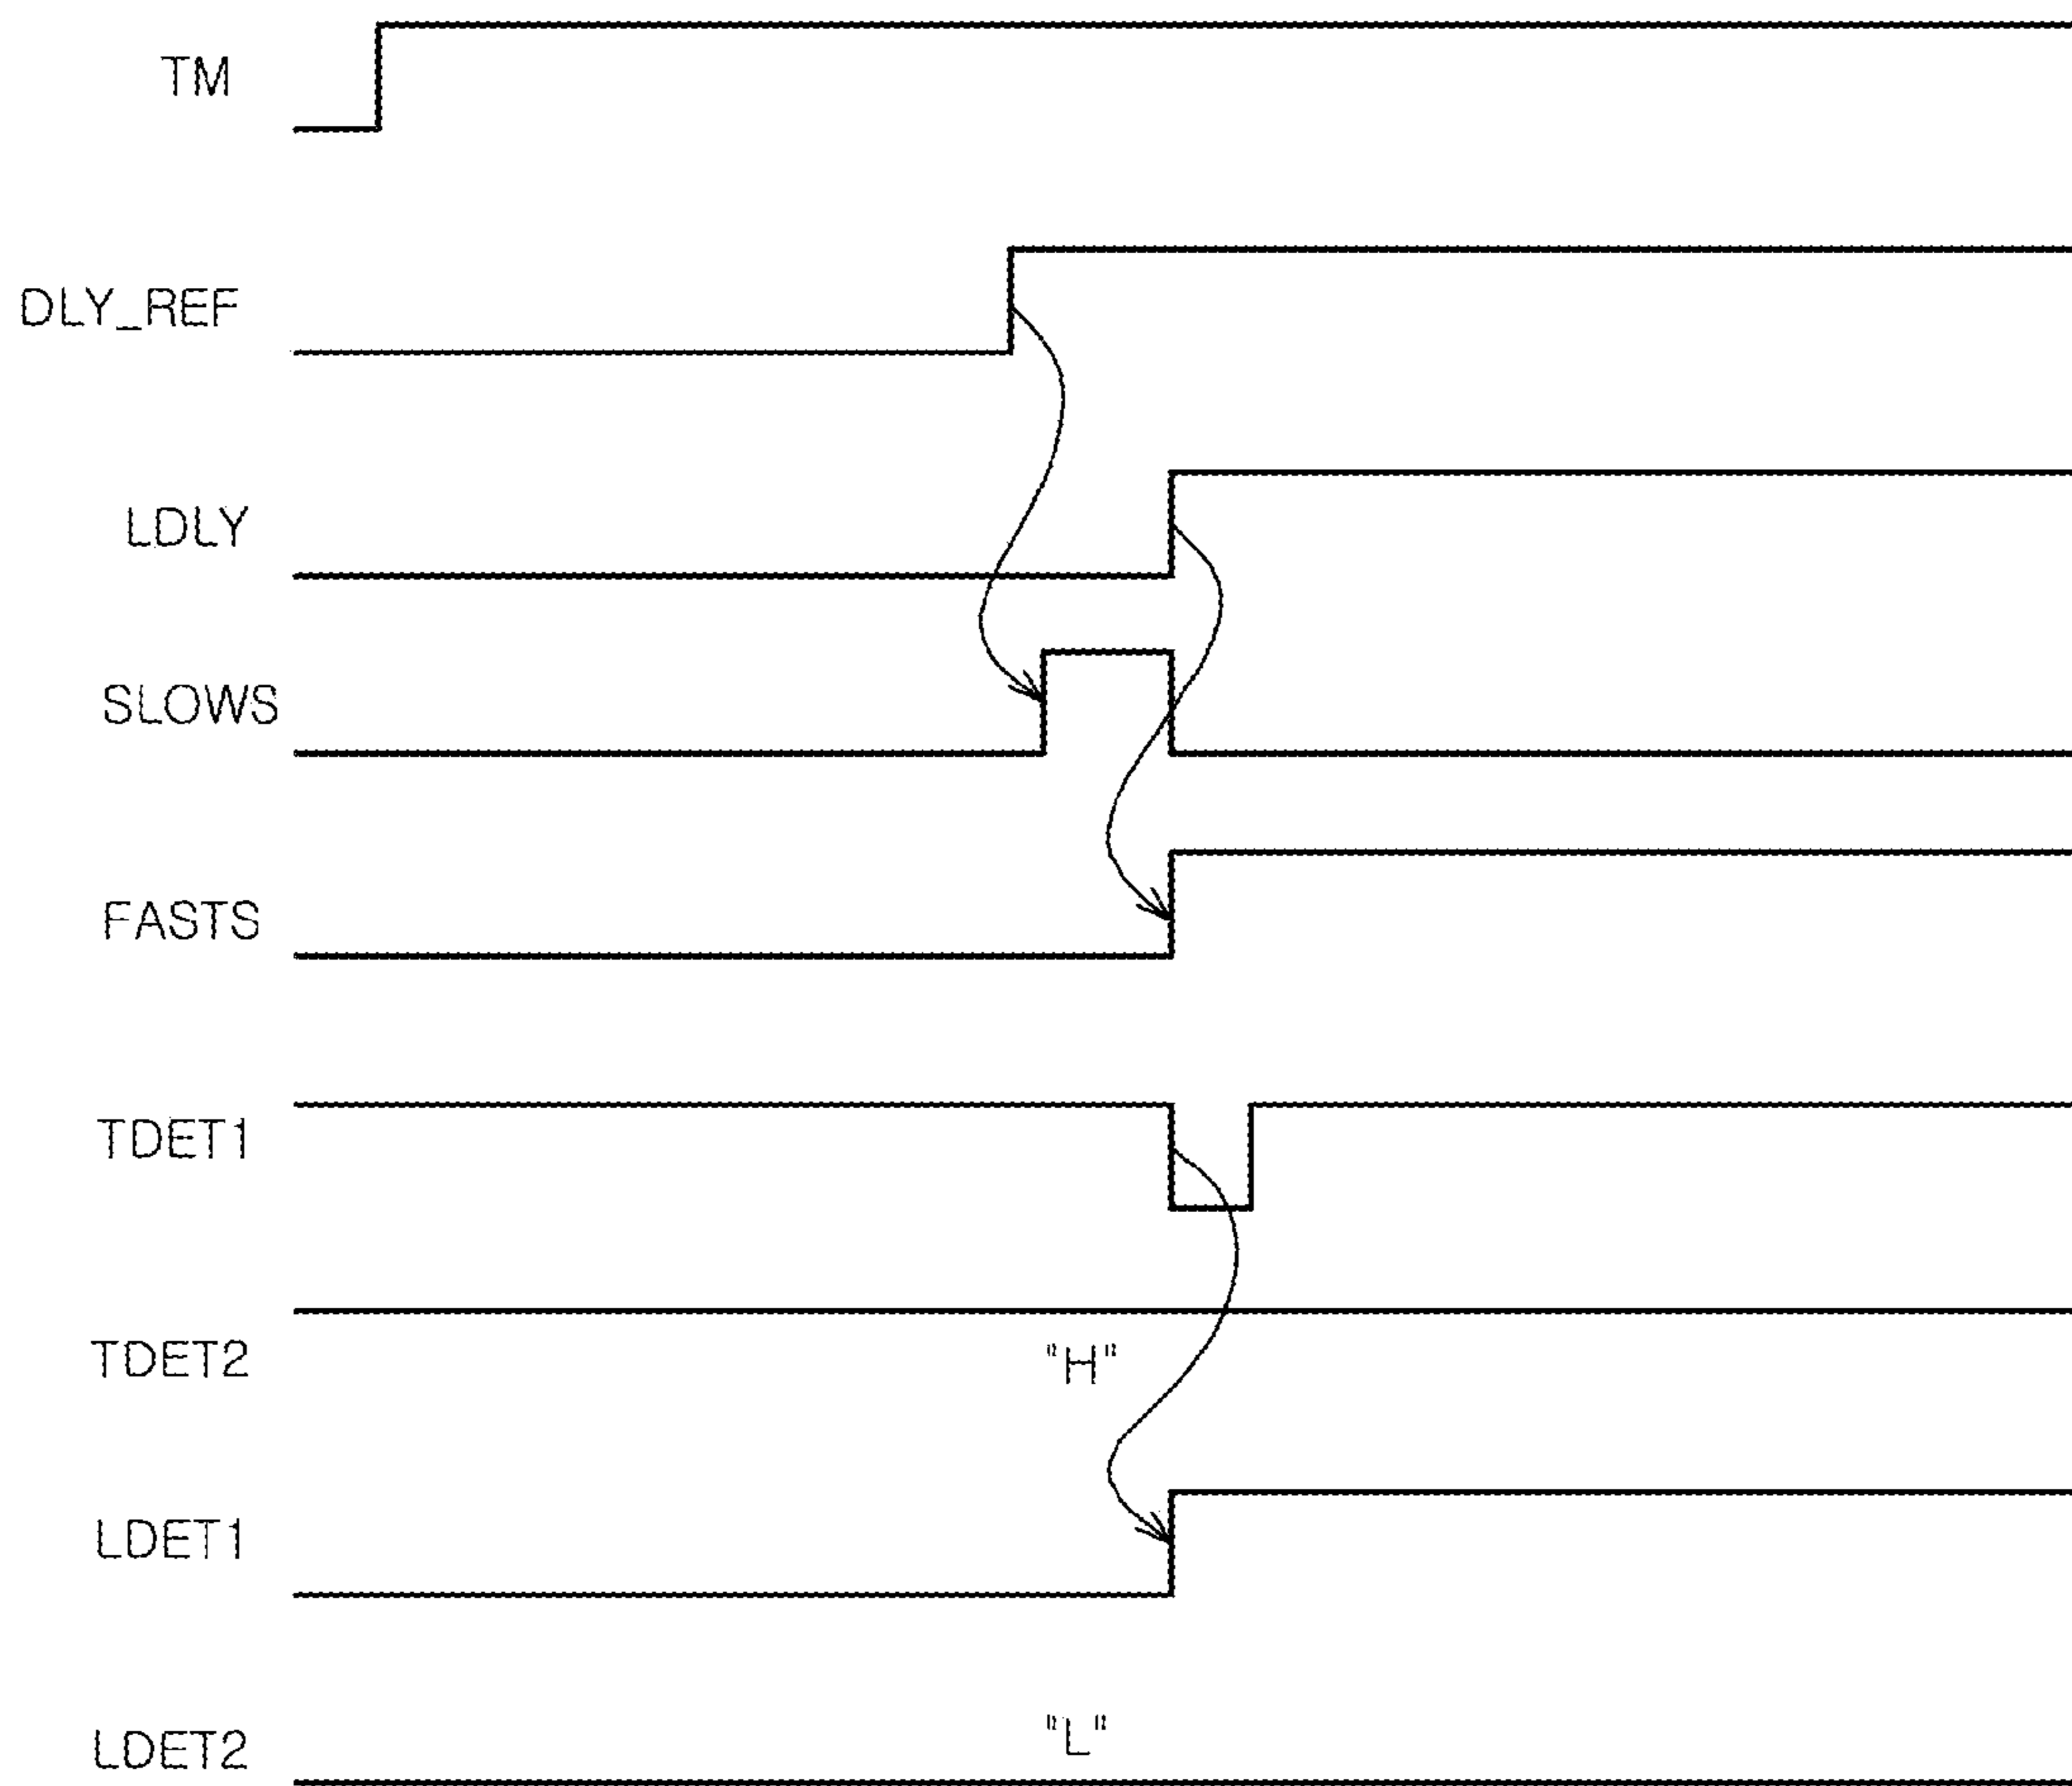 TM
DLY_REF
LDLY
SLOWS
FASTS
TDET1
TDET2
"H"
LDET1
LDET2
"L"